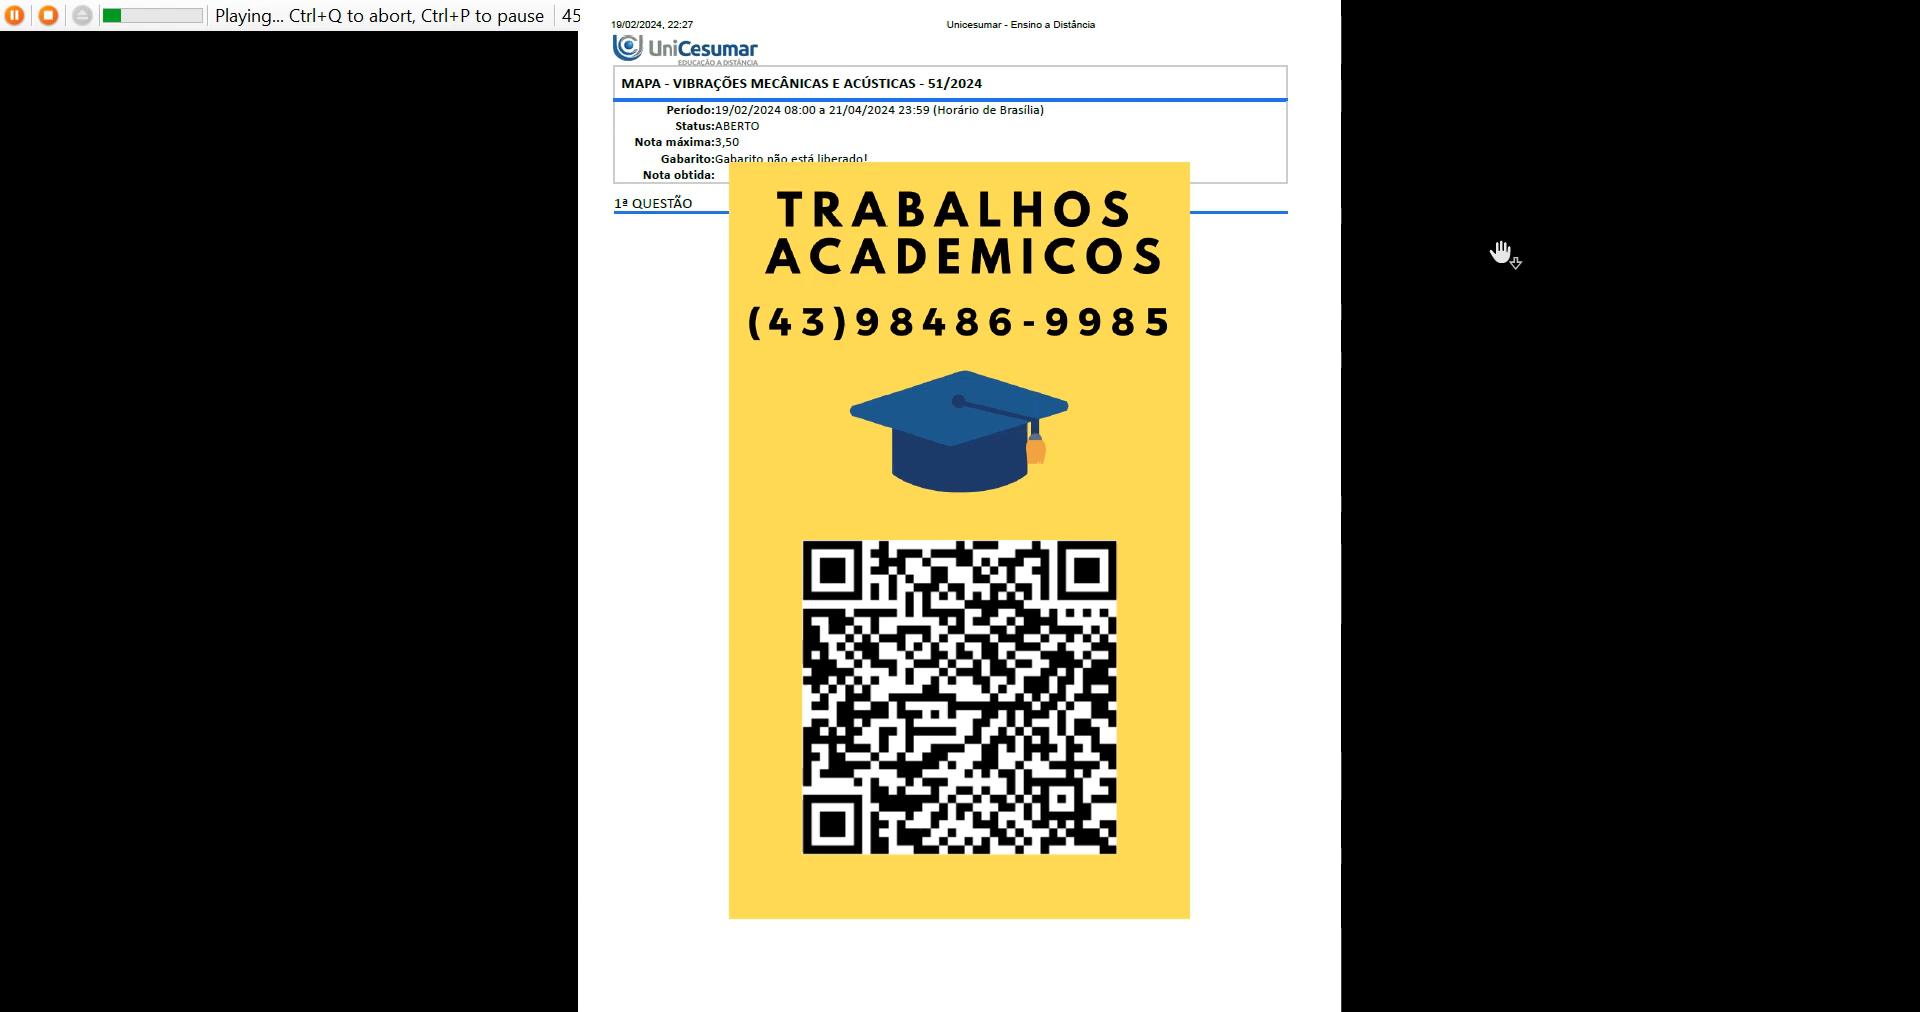 Playing... Ctrl+Q to abort, Ctrl+P to pause 45
19/02/2024, 22:27 Unicesumar - Ensino a Distância
UniCesumar
EDUCAÇÃO A DISTÂNCIA
MAPA - VIBRAÇÕES MECÂNICAS E ACÚSTICAS - 51/2024
Período:19/02/2024 08:00 a 21/04/2024 23:59 (Horário de Brasília)
Status:ABERTO
Nota máxima:3,50
Gabarito:Gabarito não está liberado!
Nota obtida:
1ª QUESTÃO
TRABALHOS
ACADEMICOS
(43)98486-9985